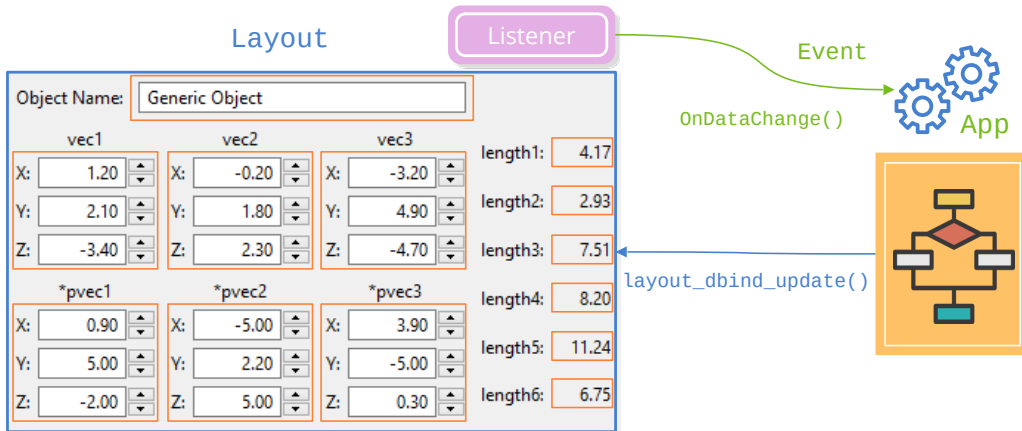 Layout
Listener
Event
OnDataChange()
App
Object Name: Generic Object
vec1 vec2 vec3
X: 1.20 X: -0.20 X: -3.20
Y: 2.10 Y: 1.80 Y: 4.90
Z: -3.40 Z: 2.30 Z: -4.70
*pvec1 *pvec2 *pvec3
X: 0.90 X: -5.00 X: 3.90
Y: 5.00 Y: 2.20 Y: -5.00
Z: -2.00 Z: 5.00 Z: 0.30
length1: 4.17
length2: 2.93
length3: 7.51
length4: 8.20
length5: 11.24
length6: 6.75
layout_dbind_update()